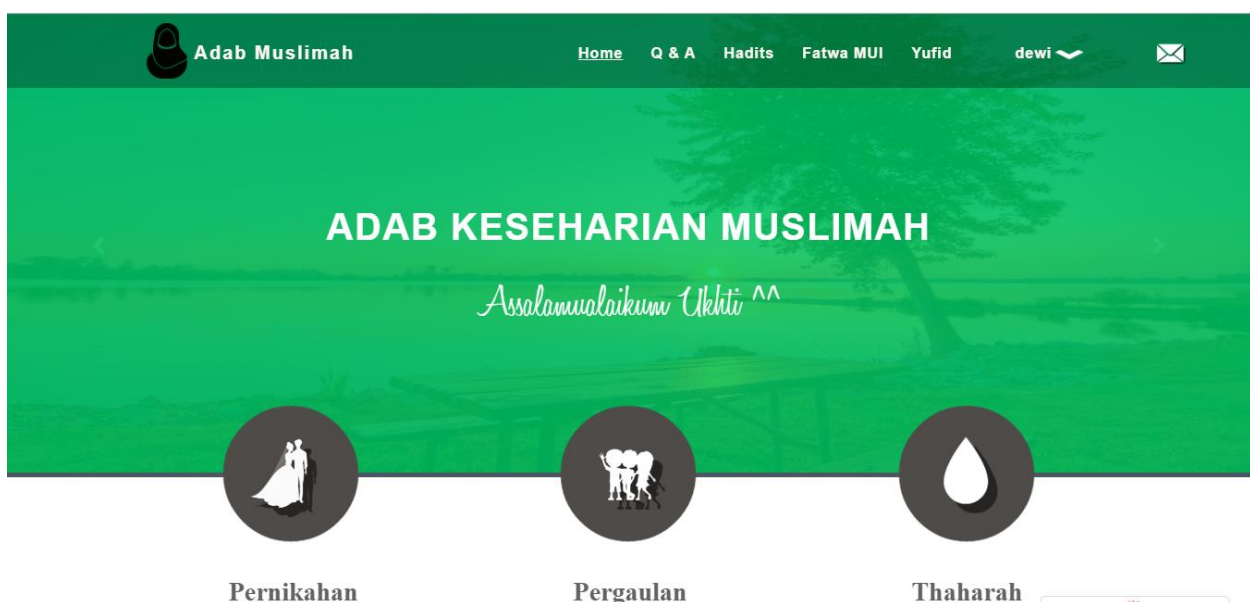 Adab Muslimah
Home Q & A Hadits Fatwa MUI Yufid dewi
ADAB KESEHARIAN MUSLIMAH
Assalamualaikum Ukhti ^^
Pernikahan Pergaulan Thaharah